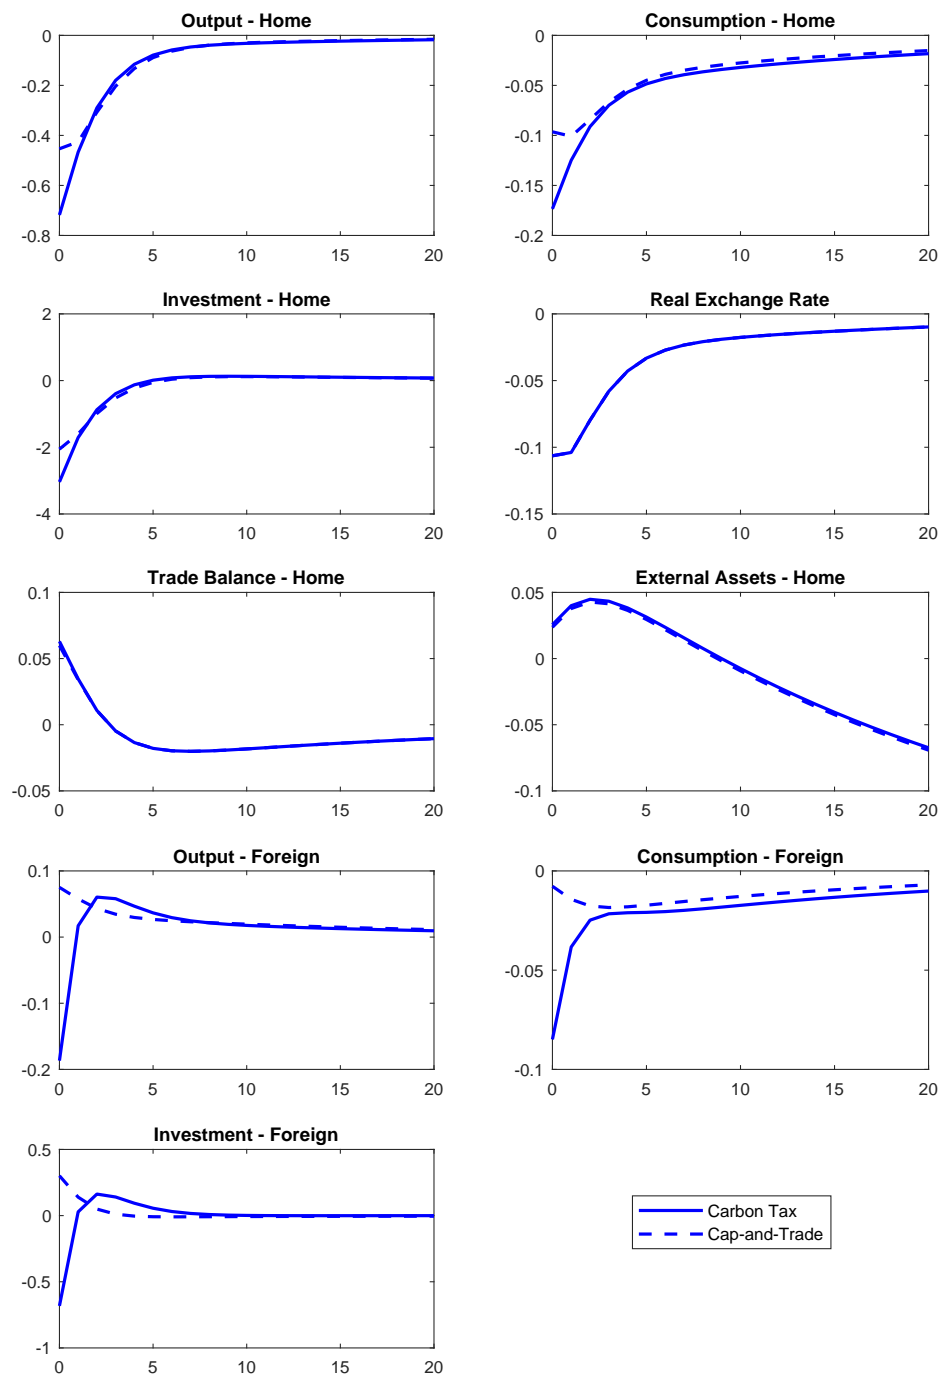 Output - Home
0
-0.2
-0.4
-0.6
-0.8
0 5 10 15 20
Consumption - Home
0
-0.05
-0.1
-0.15
-0.2
0 5 10 15 20
Investment - Home
2
0
-2
-4
0 5 10 15 20
Real Exchange Rate
0
-0.05
-0.1
-0.15
0 5 10 15 20
Trade Balance - Home
0.1
0.05
0
-0.05
0 5 10 15 20
External Assets - Home
0.05
0
-0.05
-0.1
0 5 10 15 20
Output - Foreign
0.1
0
-0.1
-0.2
0 5 10 15 20
Consumption - Foreign
0
-0.05
-0.1
0 5 10 15 20
Investment - Foreign
0.5
0
-0.5
-1
0 5 10 15 20
Carbon Tax
Cap-and-Trade